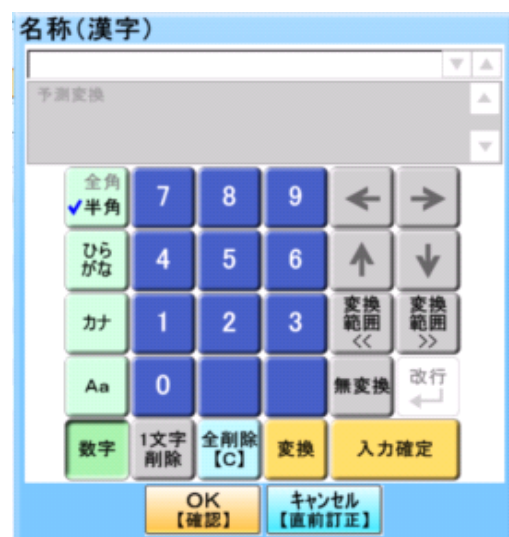 名称(漢字)
▼ ▲
予測変換
▲
▼
全角
✓半角
7 8 9 ← →
ひら
がな
4 5 6 ↑ ↓
カナ
1 2 3
変換
範囲
<<
変換
範囲
>>
Aa
0
無変換
改行
↵
数字
1文字
削除
全削除
【C】
変換
入力確定
OK
【確認】
キャンセル
【直前訂正】